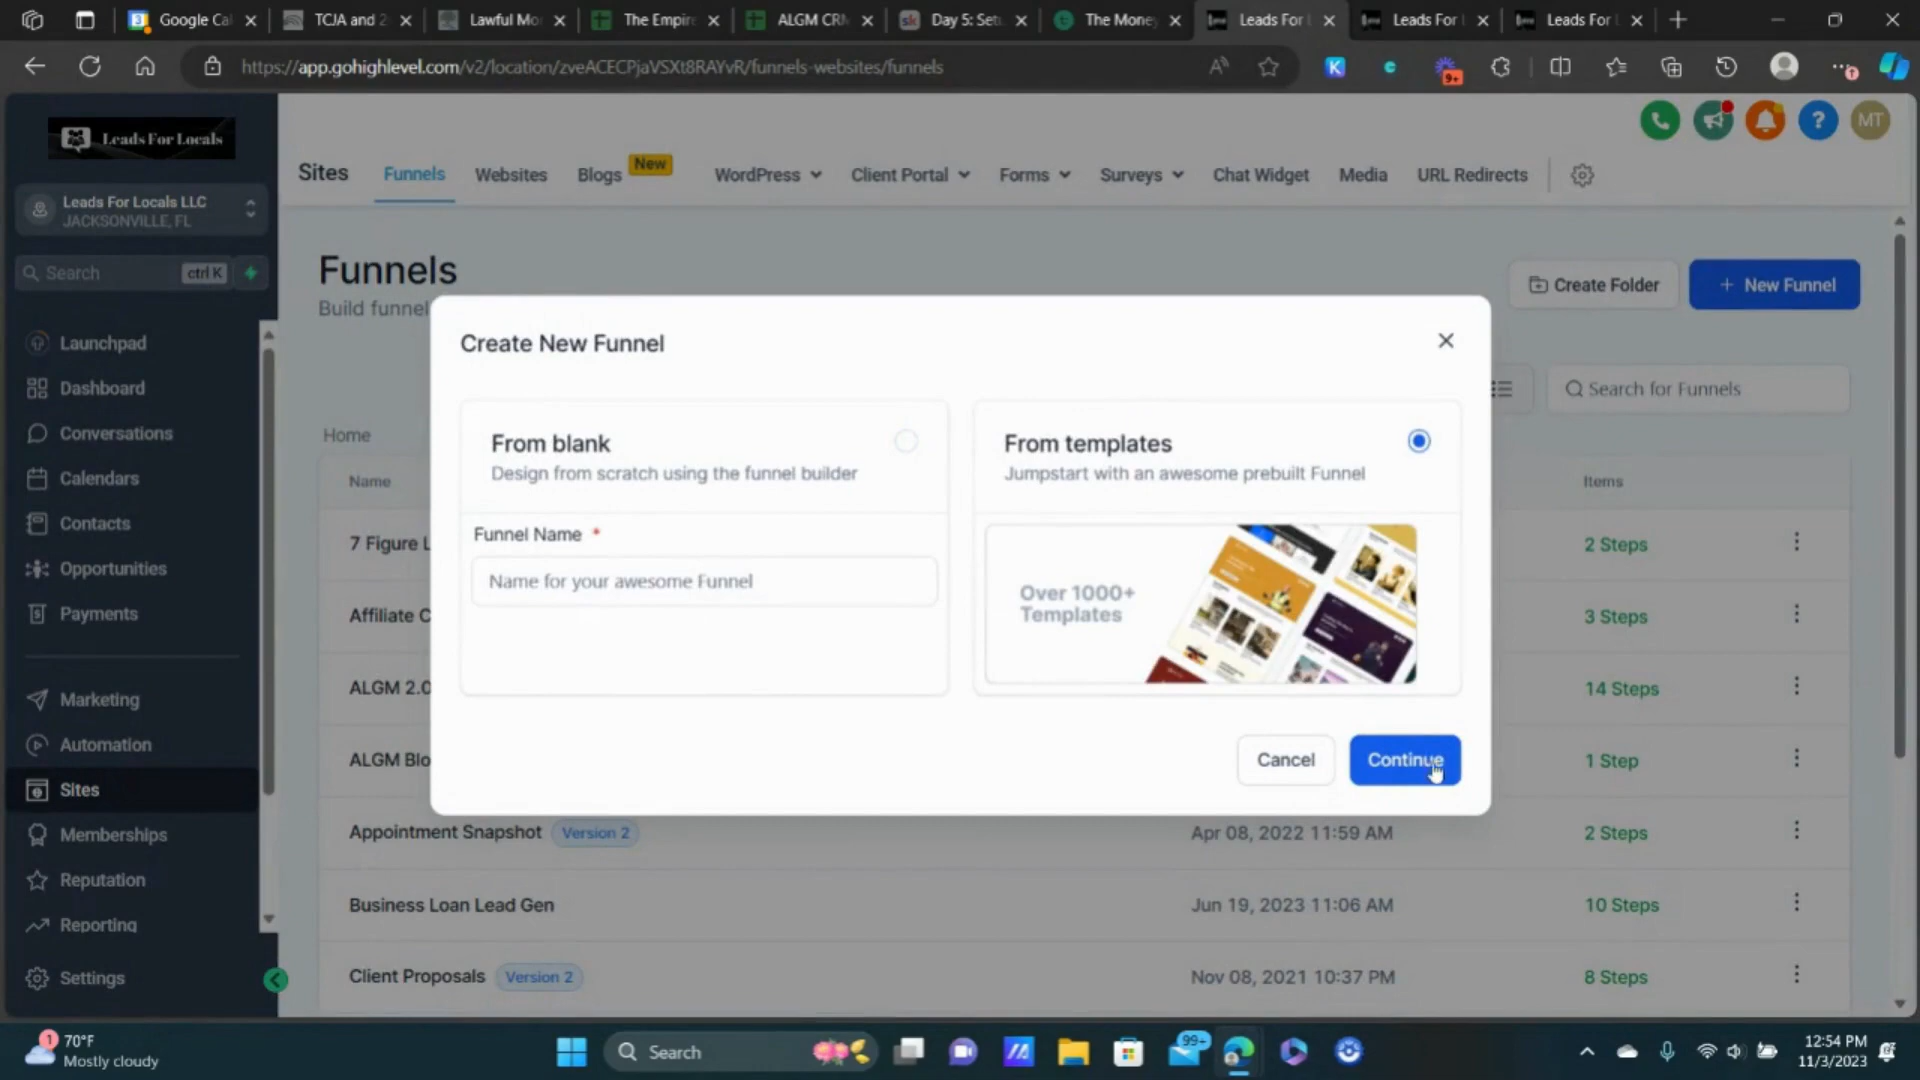 Google Cal
TCJA and 2
Lawful Mo
The Empire
ALGM CRM
Day 5: Setu
The Money
Leads For L
Leads For L
Leads For L
https://app.gohighlevel.com/v2/location/zveACECPjaVSXt8RAYvR/funnels-websites/funnels
9+
Leads For Locals
MT
Sites
Funnels
Websites
Blogs
New
WordPress
Client Portal
Forms
Surveys
Chat Widget
Media
URL Redirects
Leads For Locals LLC
JACKSONVILLE, FL
Search
ctrl K
Launchpad
Dashboard
Conversations
Calendars
Contacts
Opportunities
Payments
Marketing
Automation
Sites
Memberships
Reputation
Reporting
Settings
Funnels
Build funnel
Create Folder
+ New Funnel
Search for Funnels
Home
Name
Items
7 Figure L
2 Steps
Affiliate C
3 Steps
ALGM 2.0
14 Steps
ALGM Blo
1 Step
Appointment Snapshot
Version 2
Apr 08, 2022 11:59 AM
2 Steps
Business Loan Lead Gen
Jun 19, 2023 11:06 AM
10 Steps
Client Proposals
Version 2
Nov 08, 2021 10:37 PM
8 Steps
Create New Funnel
From blank
Design from scratch using the funnel builder
Funnel Name *
Name for your awesome Funnel
From templates
Jumpstart with an awesome prebuilt Funnel
Over 1000+
Templates
Cancel
Continue
1
70°F
Mostly cloudy
Search
99+
12:54 PM
11/3/2023